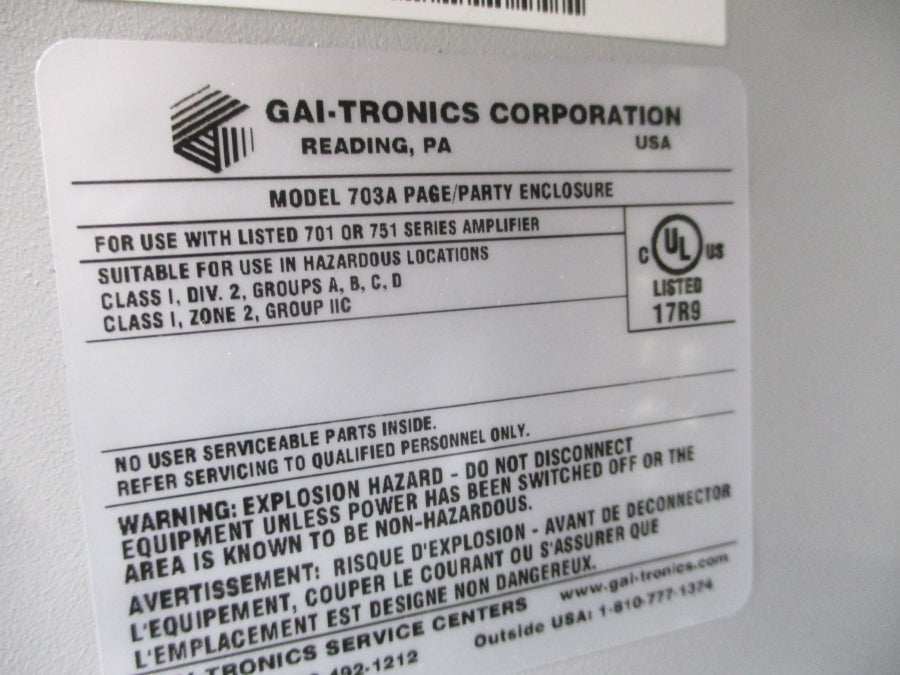 GAI-TRONICS CORPORATION
READING, PA USA
MODEL 703A PAGE/PARTY ENCLOSURE
FOR USE WITH LISTED 701 OR 751 SERIES AMPLIFIER
SUITABLE FOR USE IN HAZARDOUS LOCATIONS
CLASS I, DIV. 2, GROUPS A, B, C, D
CLASS I, ZONE 2, GROUP IIC
C UL US
LISTED
17R9
NO USER SERVICEABLE PARTS INSIDE.
REFER SERVICING TO QUALIFIED PERSONNEL ONLY.
WARNING: EXPLOSION HAZARD - DO NOT DISCONNECT
EQUIPMENT UNLESS POWER HAS BEEN SWITCHED OFF OR THE
AREA IS KNOWN TO BE NON-HAZARDOUS.
AVERTISSEMENT: RISQUE D'EXPLOSION - AVANT DE DECONNECTOR
L'EQUIPEMENT, COUPER LE COURANT OU S'ASSURER QUE
L'EMPLACEMENT EST DESIGNE NON DANGEREUX.
TRONICS SERVICE CENTERS www.gai-tronics.com
492-1212 Outside USA: 1-610-777-1374